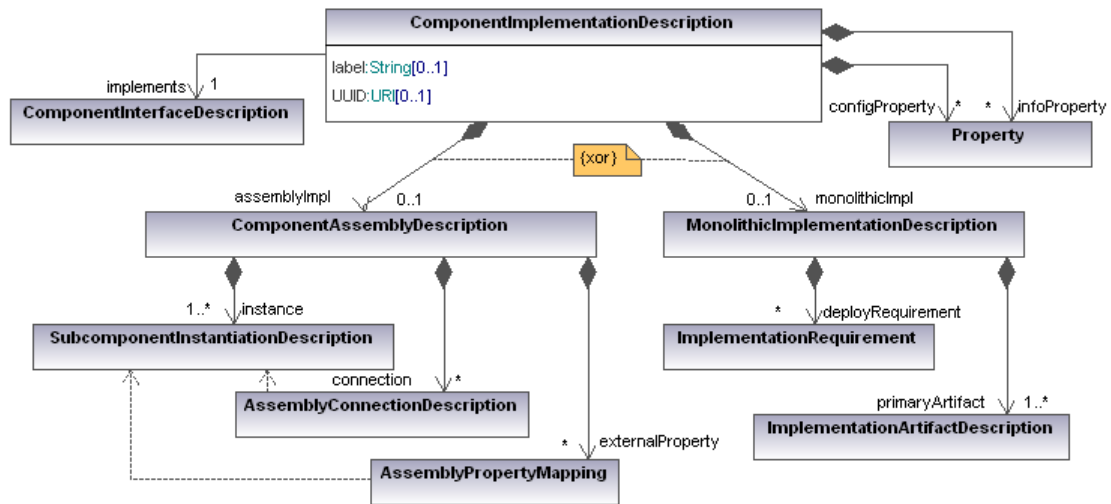 ComponentImplementationDescription
label:String[0..1]
UUID:URI[0..1]
implements 1
ComponentInterfaceDescription
configProperty * * infoProperty
Property
{xor}
assemblyImpl 0..1
0..1 monolithicImpl
ComponentAssemblyDescription
MonolithicImplementationDescription
1..* instance
* deployRequirement
SubcomponentInstantiationDescription
ImplementationRequirement
connection *
AssemblyConnectionDescription
primaryArtifact 1..*
ImplementationArtifactDescription
* externalProperty
AssemblyPropertyMapping